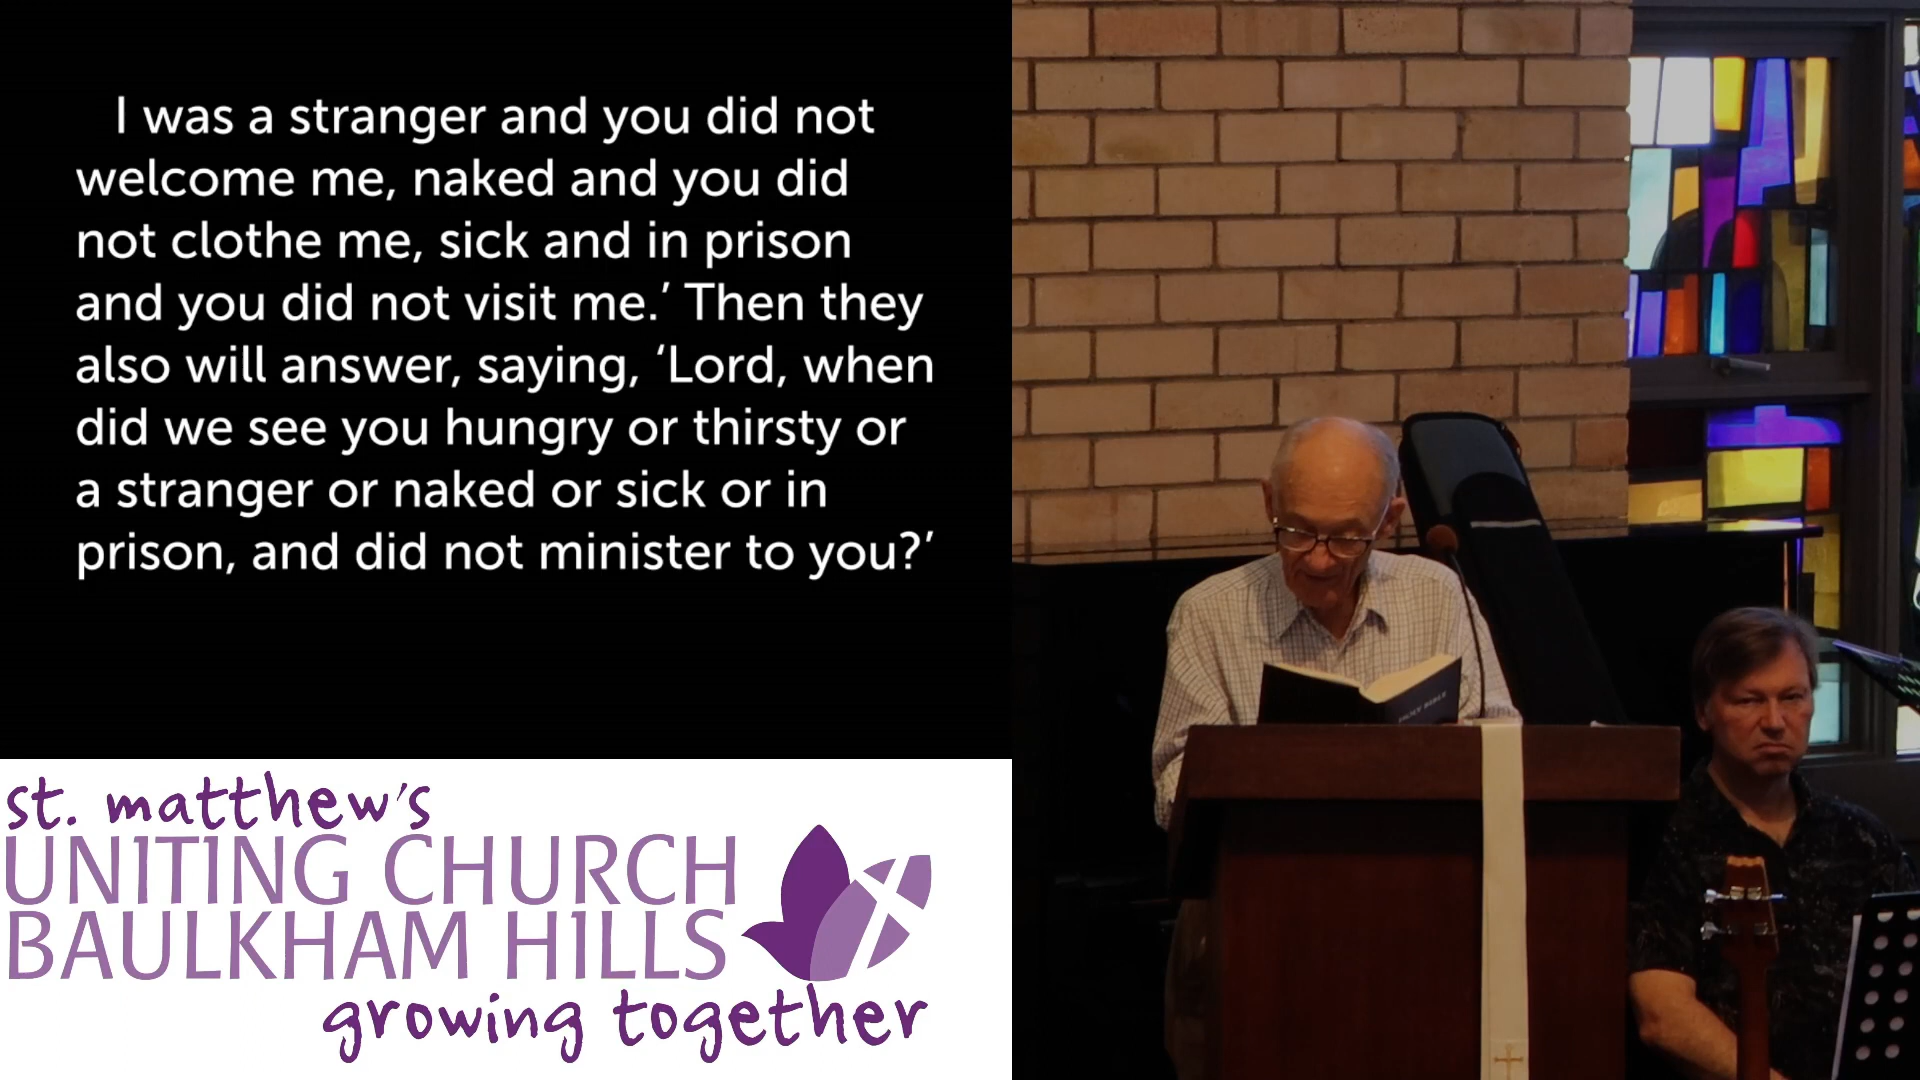 I was a stranger and you did not
welcome me, naked and you did
not clothe me, sick and in prison
and you did not visit me.’ Then they
also will answer, saying, ‘Lord, when
did we see you hungry or thirsty or
a stranger or naked or sick or in
prison, and did not minister to you?’
st. matthew's
UNITING CHURCH
BAULKHAM HILLS
growing together
HOLY BIBLE